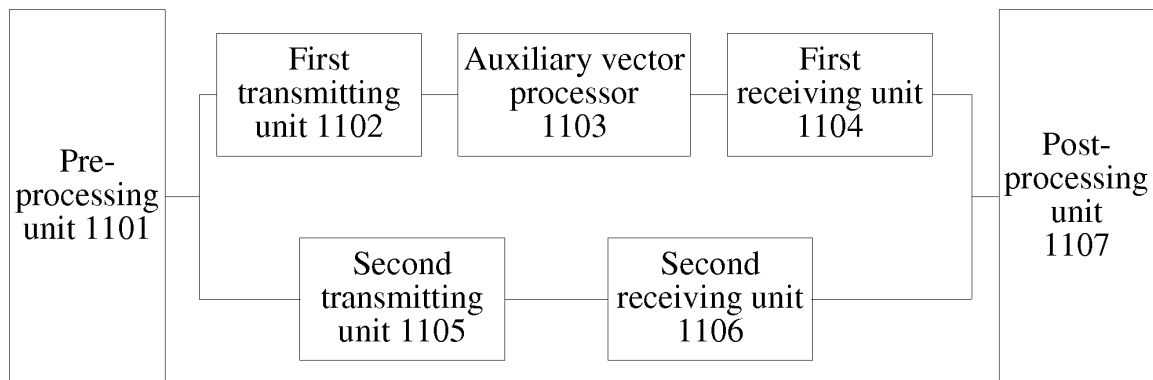 Pre-
processing
unit 1101
First
transmitting
unit 1102
Auxiliary vector
processor
1103
First
receiving unit
1104
Second
transmitting
unit 1105
Second
receiving unit
1106
Post-
processing
unit
1107